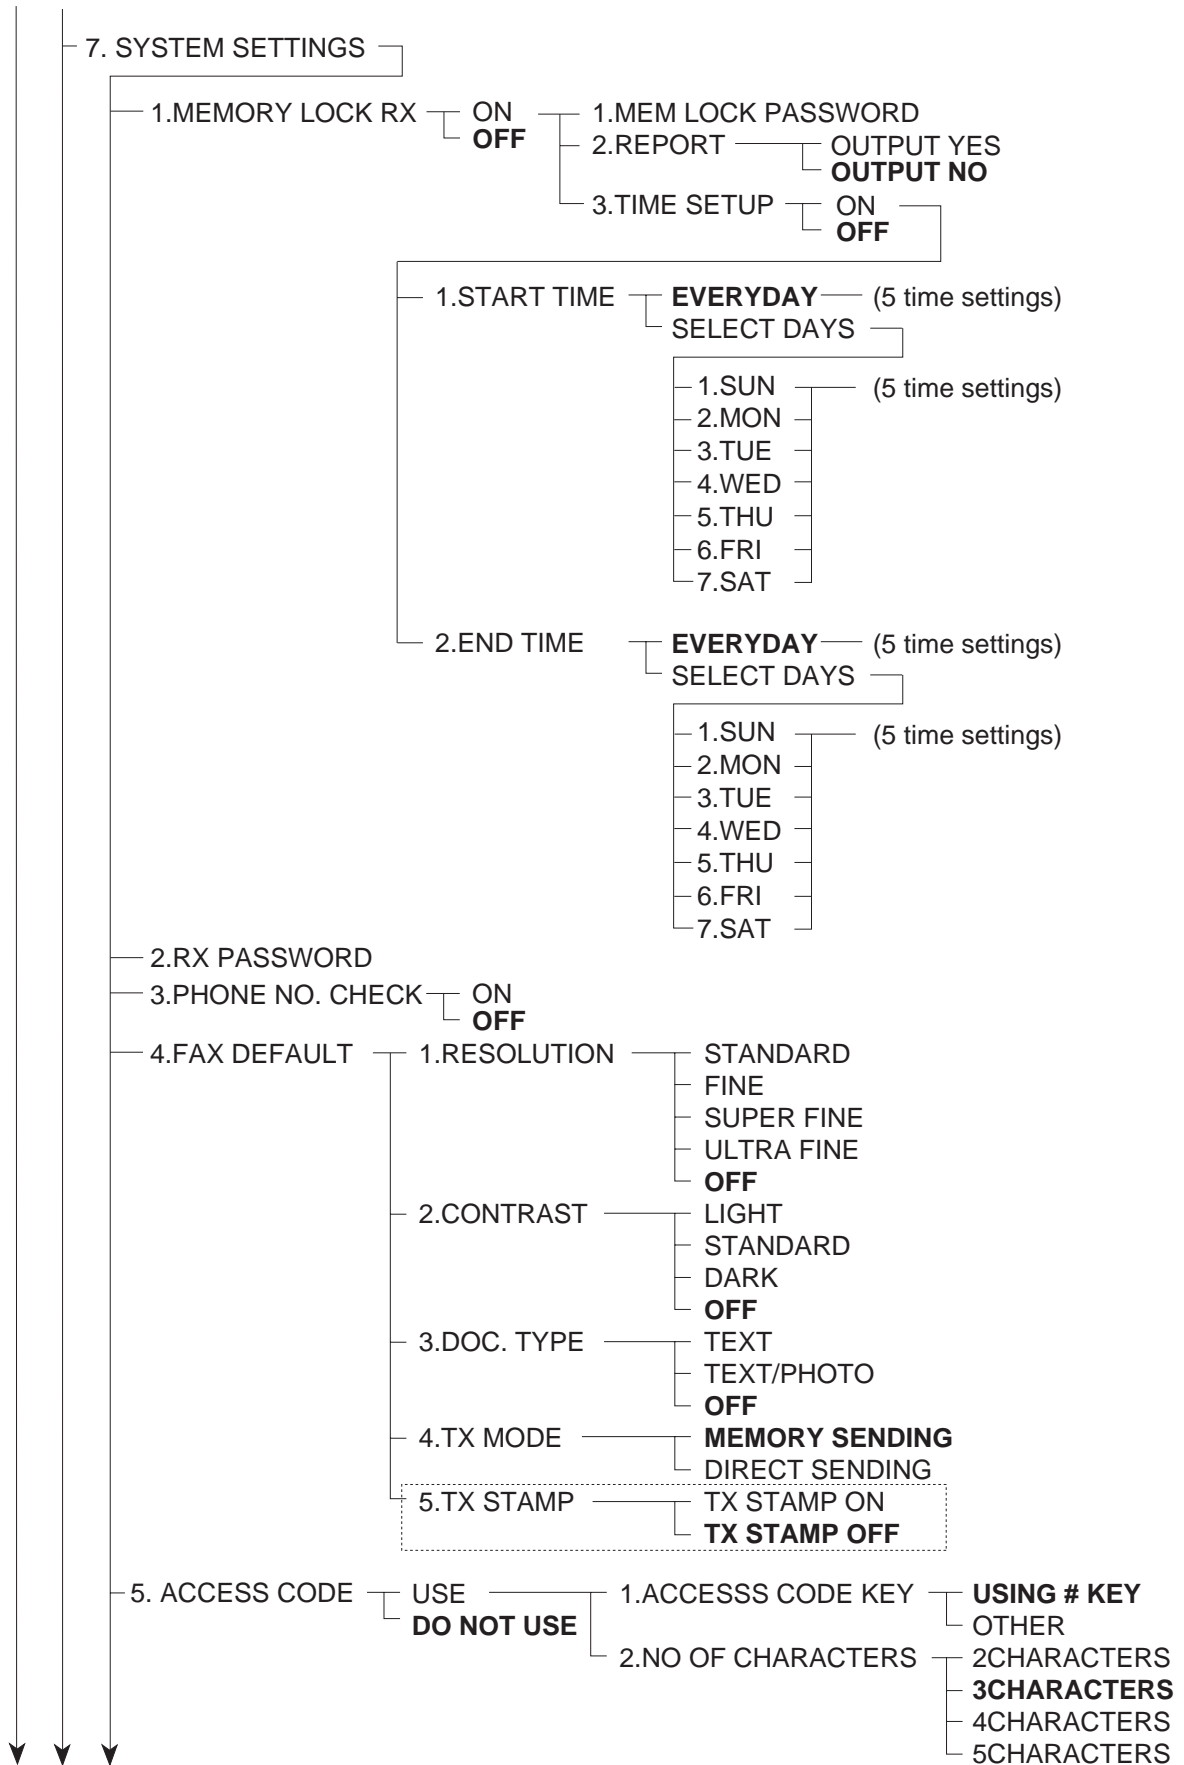 7. SYSTEM SETTINGS
1.MEMORY LOCK RX ON 1.MEM LOCK PASSWORD
OFF 2.REPORT OUTPUT YES
OUTPUT NO
3.TIME SETUP ON
OFF
1.START TIME EVERYDAY (5 time settings)
SELECT DAYS
1.SUN (5 time settings)
2.MON
3.TUE
4.WED
5.THU
6.FRI
7.SAT
2.END TIME EVERYDAY (5 time settings)
SELECT DAYS
1.SUN (5 time settings)
2.MON
3.TUE
4.WED
5.THU
6.FRI
7.SAT
2.RX PASSWORD
3.PHONE NO. CHECK ON
OFF
4.FAX DEFAULT 1.RESOLUTION STANDARD
FINE
SUPER FINE
ULTRA FINE
OFF
2.CONTRAST LIGHT
STANDARD
DARK
OFF
3.DOC. TYPE TEXT
TEXT/PHOTO
OFF
4.TX MODE MEMORY SENDING
DIRECT SENDING
5.TX STAMP TX STAMP ON
TX STAMP OFF
5. ACCESS CODE USE 1.ACCESSS CODE KEY USING # KEY
DO NOT USE OTHER
2.NO OF CHARACTERS 2CHARACTERS
3CHARACTERS
4CHARACTERS
5CHARACTERS